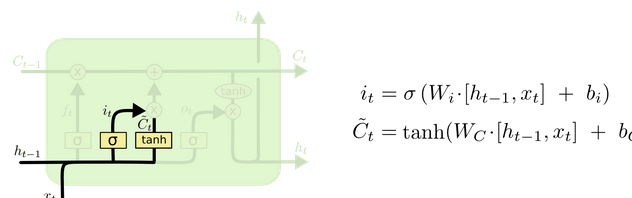 h_t
C_{t-1}
C_t
tanh
f_t
i_t
C̃_t
o_t
σ
σ
tanh
σ
h_{t-1}
h_t
x_t
i_t = σ (W_i·[h_{t-1}, x_t] + b_i)
C̃_t = tanh(W_C·[h_{t-1}, x_t] + b_C